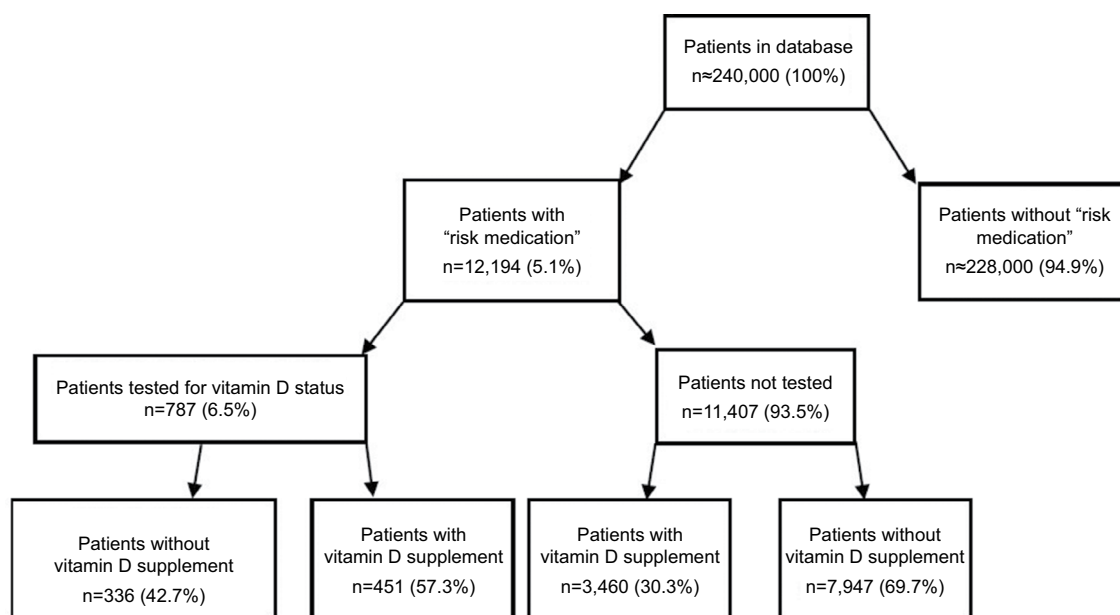 Patients in database
n≈240,000 (100%)
Patients with
“risk medication”
n=12,194 (5.1%)
Patients without “risk
medication”
n≈228,000 (94.9%)
Patients tested for vitamin D status
n=787 (6.5%)
Patients not tested
n=11,407 (93.5%)
Patients without
vitamin D supplement
n=336 (42.7%)
Patients with
vitamin D supplement
n=451 (57.3%)
Patients with
vitamin D supplement
n=3,460 (30.3%)
Patients without
vitamin D supplement
n=7,947 (69.7%)